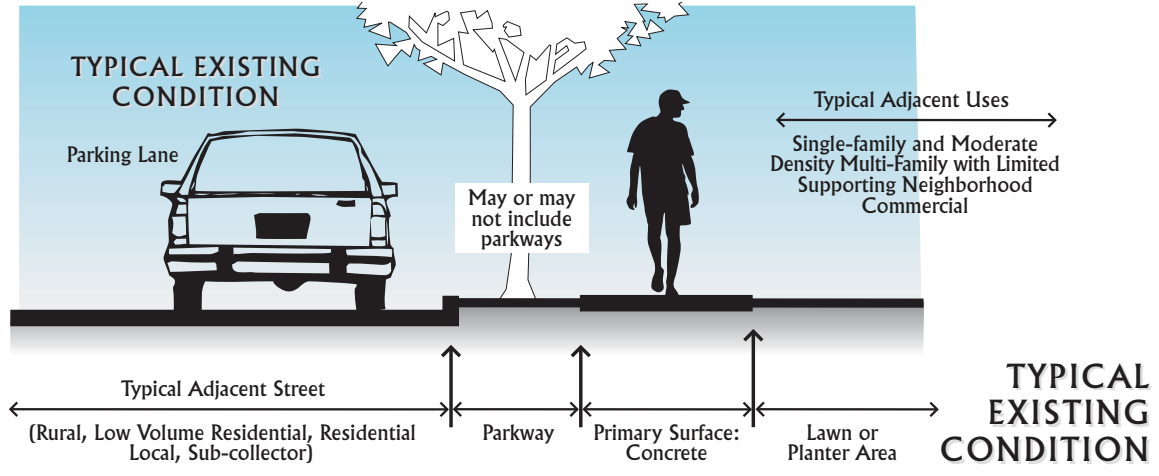 TYPICAL EXISTING
CONDITION
Parking Lane
May or may
not include
parkways
Typical Adjacent Uses
Single-family and Moderate
Density Multi-Family with Limited
Supporting Neighborhood
Commercial
Typical Adjacent Street
(Rural, Low Volume Residential, Residential
Local, Sub-collector)
Parkway
Primary Surface:
Concrete
Lawn or
Planter Area
TYPICAL
EXISTING
CONDITION